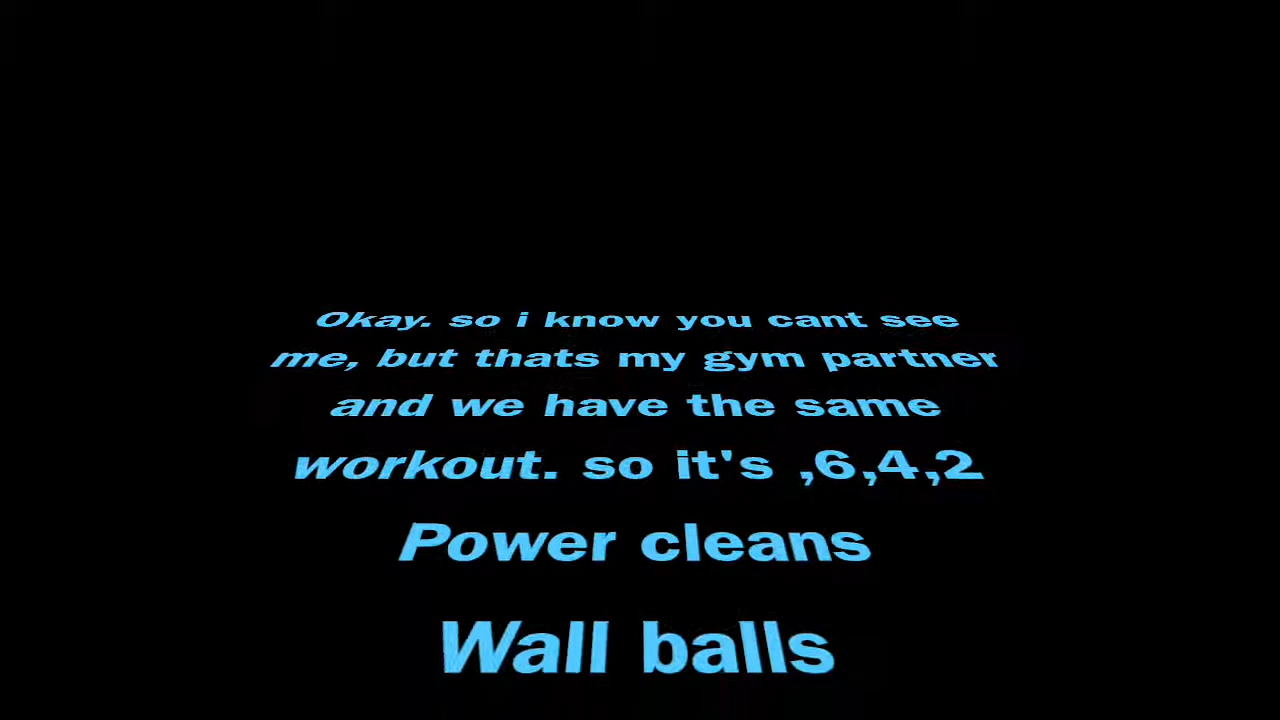 Okay. so i know you cant see
me, but thats my gym partner
and we have the same
workout. so it's ,6,4,2
Power cleans
Wall balls